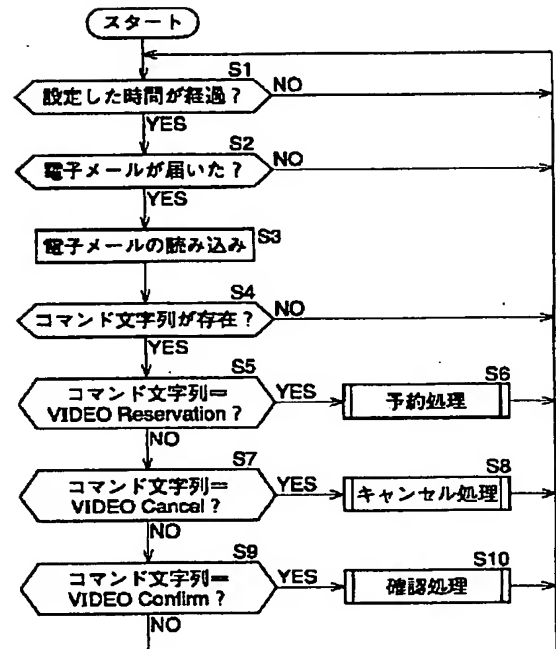 スタート
S1
設定した時間が経過?
NO
YES
S2
電子メールが届いた?
NO
YES
電子メールの読み込み
S3
S4
コマンド文字列が存在?
NO
YES
S5
コマンド文字列=
VIDEO Reservation?
YES
S6
予約処理
NO
S7
コマンド文字列=
VIDEO Cancel?
YES
S8
キャンセル処理
NO
S9
コマンド文字列=
VIDEO Confirm?
YES
S10
確認処理
NO